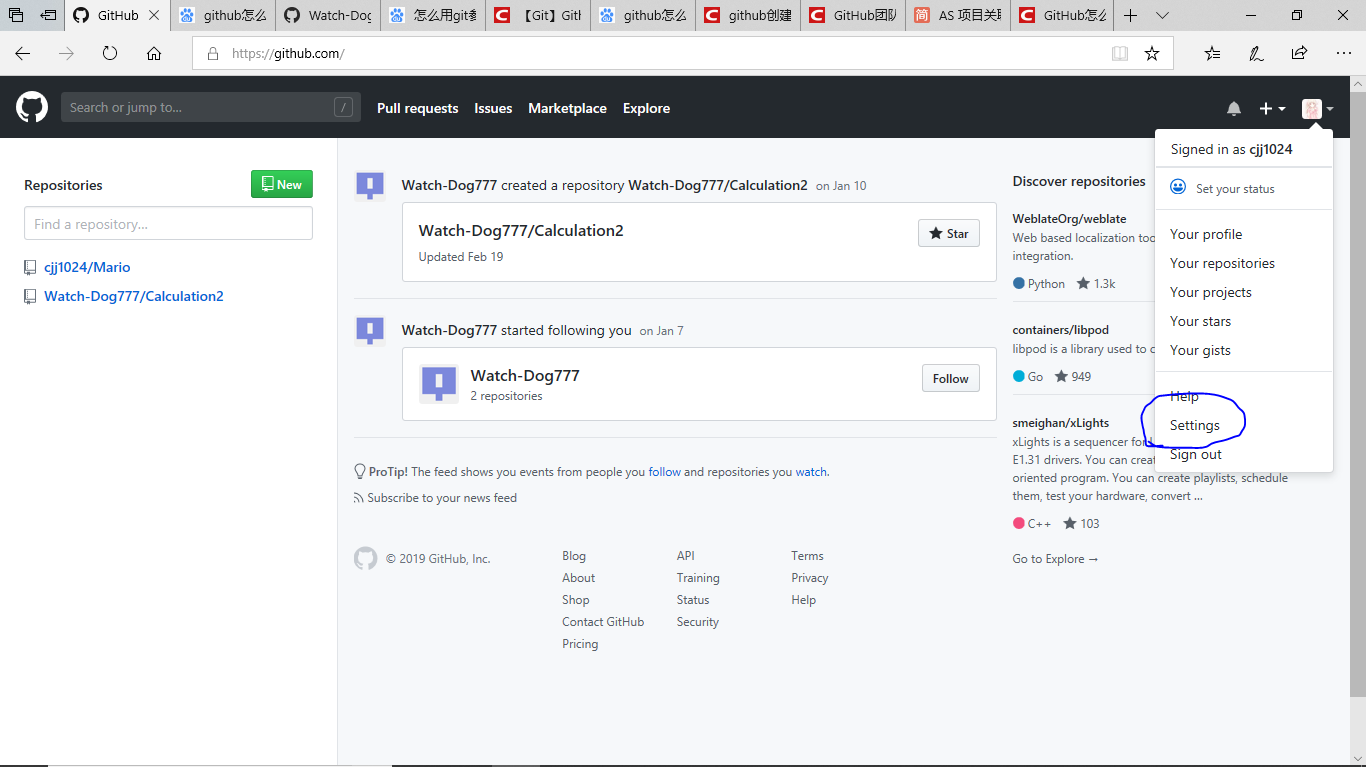 GitHub
github怎么
Watch-Dog
怎么用git参
【Git】Gitl
github怎么
github创建
GitHub团队
简
AS 项目关联
GitHub怎么
https://github.com/
Search or jump to...
/
Pull requests
Issues
Marketplace
Explore
Signed in as cjj1024
Set your status
Your profile
Your repositories
Your projects
Your stars
Your gists
Help
Settings
Sign out
Repositories
New
Find a repository...
cjj1024/Mario
Watch-Dog777/Calculation2
Watch-Dog777 created a repository Watch-Dog777/Calculation2 on Jan 10
Watch-Dog777/Calculation2
Star
Updated Feb 19
Watch-Dog777 started following you on Jan 7
Watch-Dog777
Follow
2 repositories
ProTip! The feed shows you events from people you follow and repositories you watch.
Subscribe to your news feed
© 2019 GitHub, Inc.
Blog
About
Shop
Contact GitHub
Pricing
API
Training
Status
Security
Terms
Privacy
Help
Discover repositories
WeblateOrg/weblate
Web based localization too
integration.
Python
1.3k
containers/libpod
libpod is a library used to c
Go
949
smeighan/xLights
xLights is a sequencer for
E1.31 drivers. You can creat
oriented program. You can create playlists, schedule
them, test your hardware, convert ...
C++
103
Go to Explore →